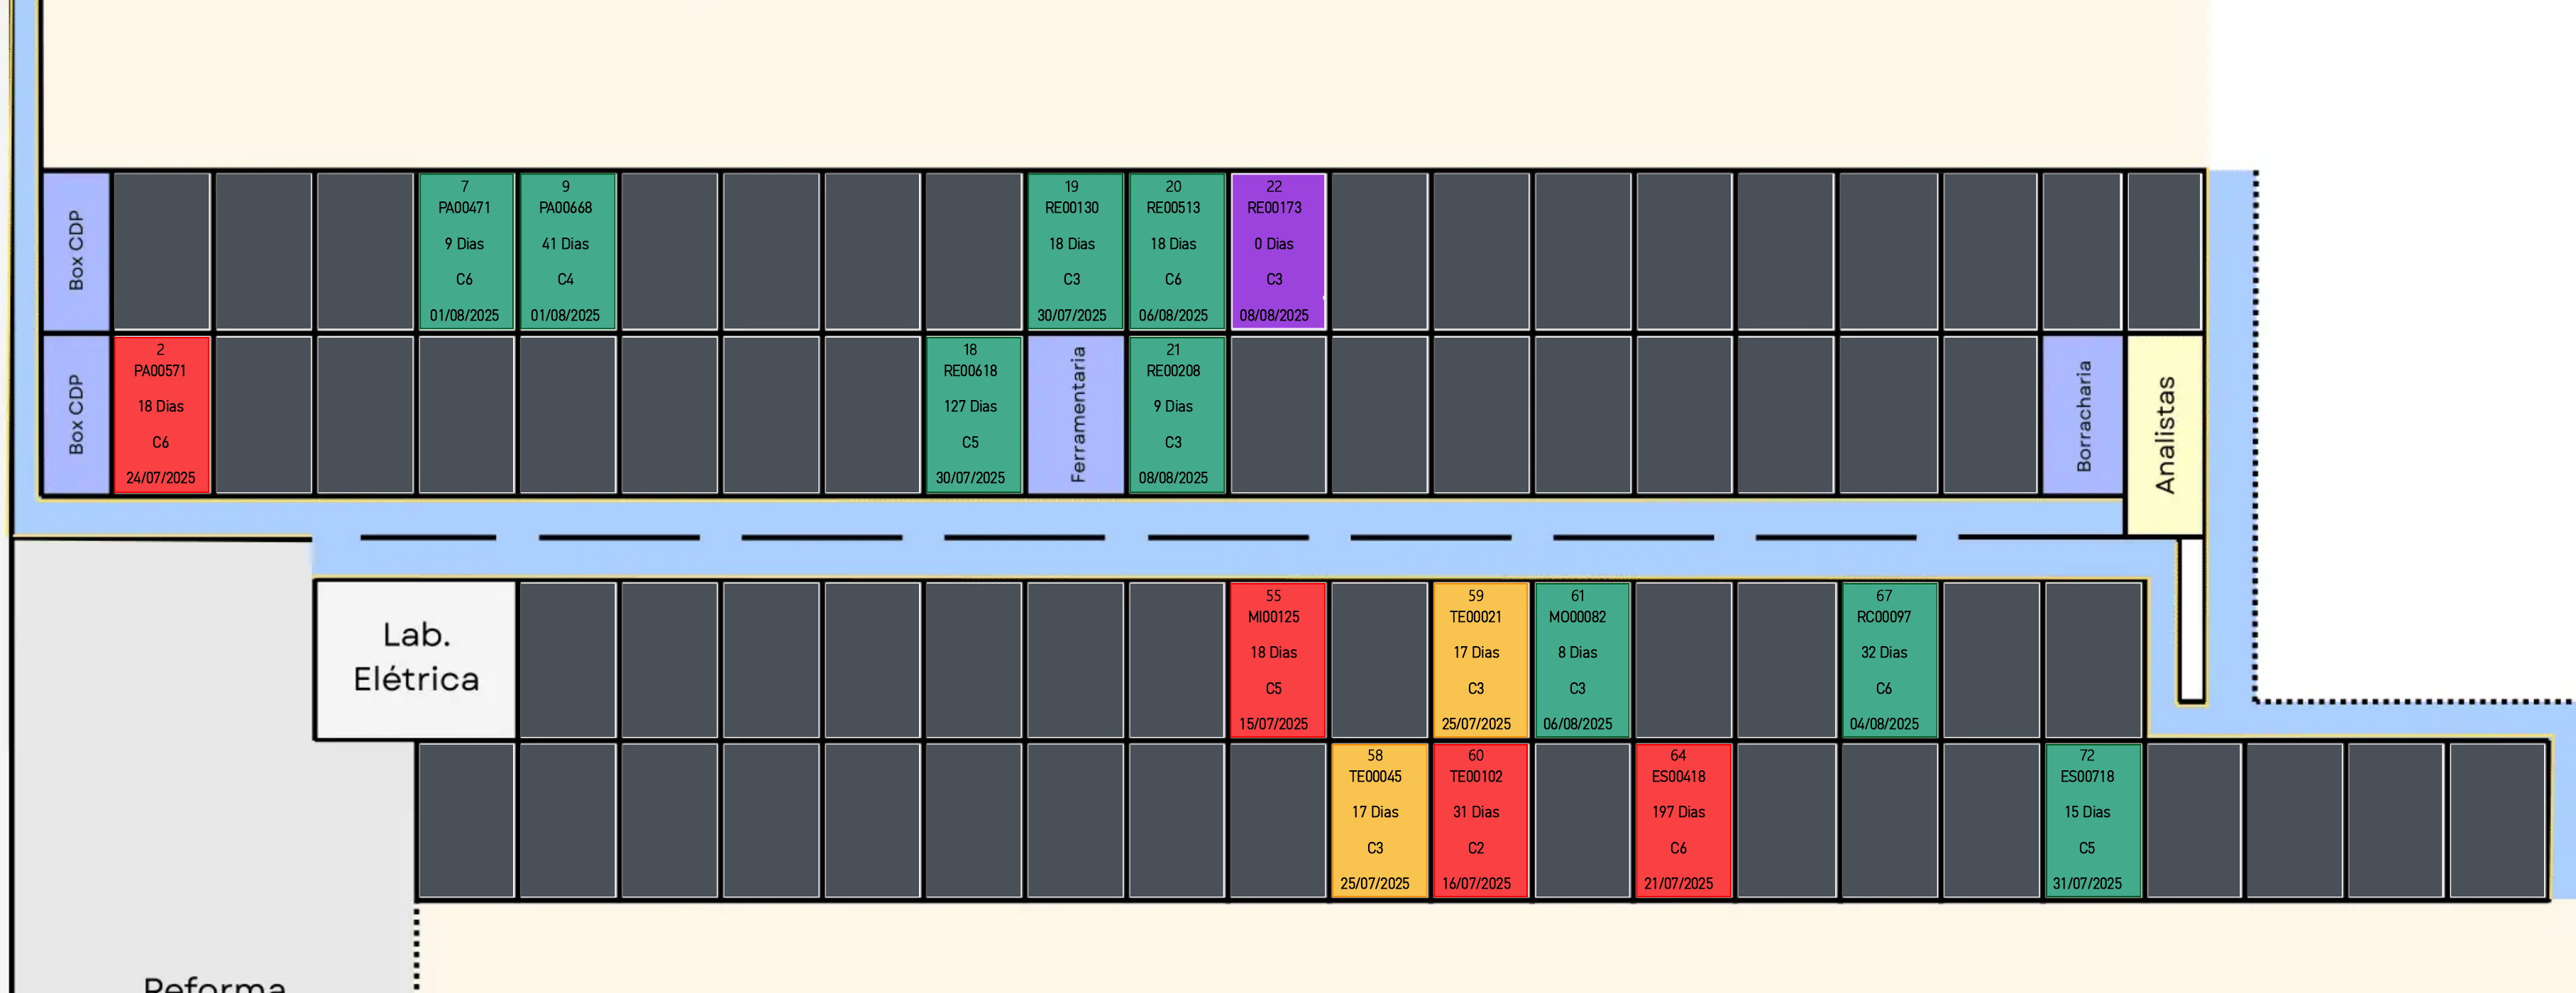 Box CDP
7
PA00471
9 Dias
C6
01/08/2025
9
PA00668
41 Dias
C4
01/08/2025
19
RE00130
18 Dias
C3
30/07/2025
20
RE00513
18 Dias
C6
06/08/2025
22
RE00173
0 Dias
C3
08/08/2025
Box CDP
2
PA00571
18 Dias
C6
24/07/2025
18
RE00618
127 Dias
C5
30/07/2025
Ferramentaria
21
RE00208
9 Dias
C3
08/08/2025
Borracharia
Analistas
Lab.
Elétrica
55
MI00125
18 Dias
C5
15/07/2025
59
TE00021
17 Dias
C3
25/07/2025
61
MO00082
8 Dias
C3
06/08/2025
67
RC00097
32 Dias
C6
04/08/2025
58
TE00045
17 Dias
C3
25/07/2025
60
TE00102
31 Dias
C2
16/07/2025
64
ES00418
197 Dias
C6
21/07/2025
72
ES00718
15 Dias
C5
31/07/2025
Reforma